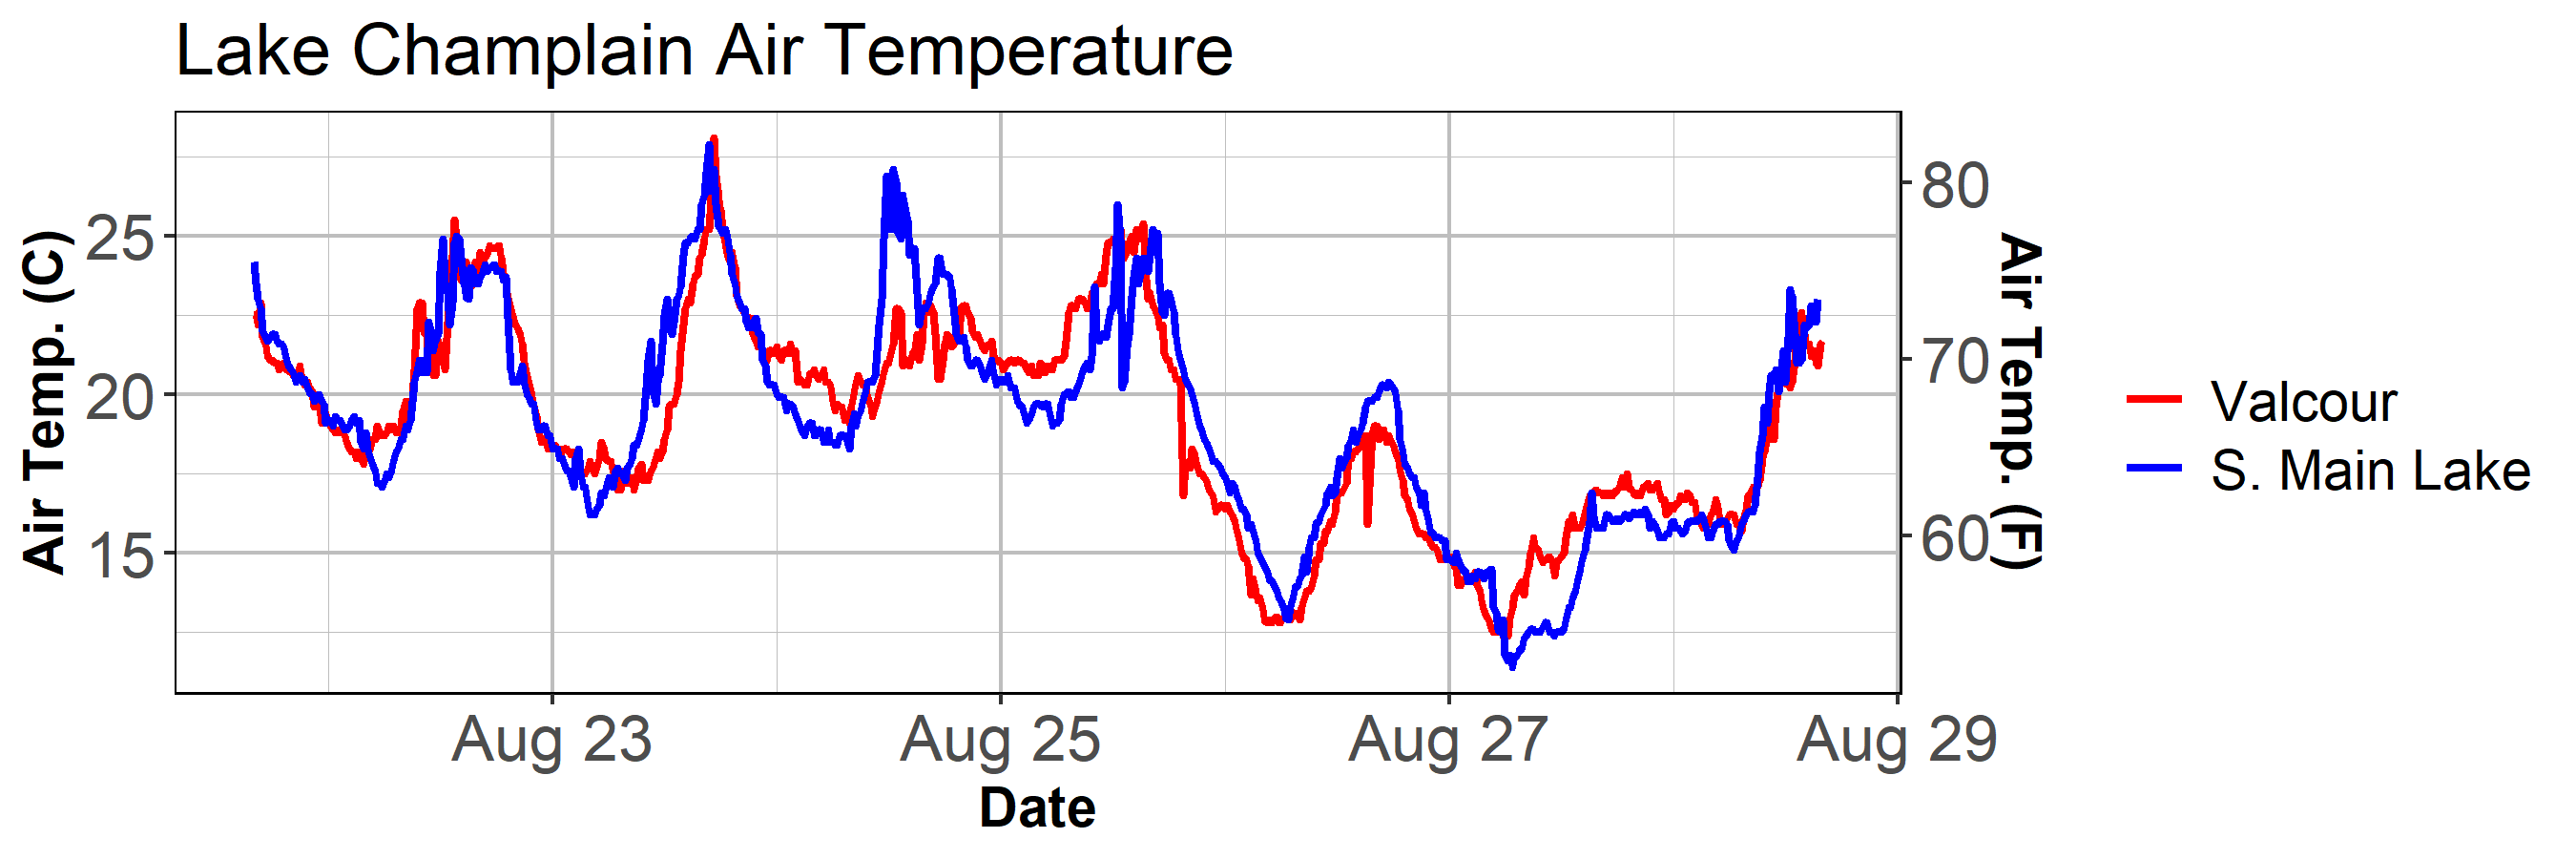 Lake Champlain Air Temperature
Air Temp. (C)
25
20
15
80
70
60
Air Temp. (F)
Valcour
S. Main Lake
Aug 23
Aug 25
Aug 27
Aug 29
Date